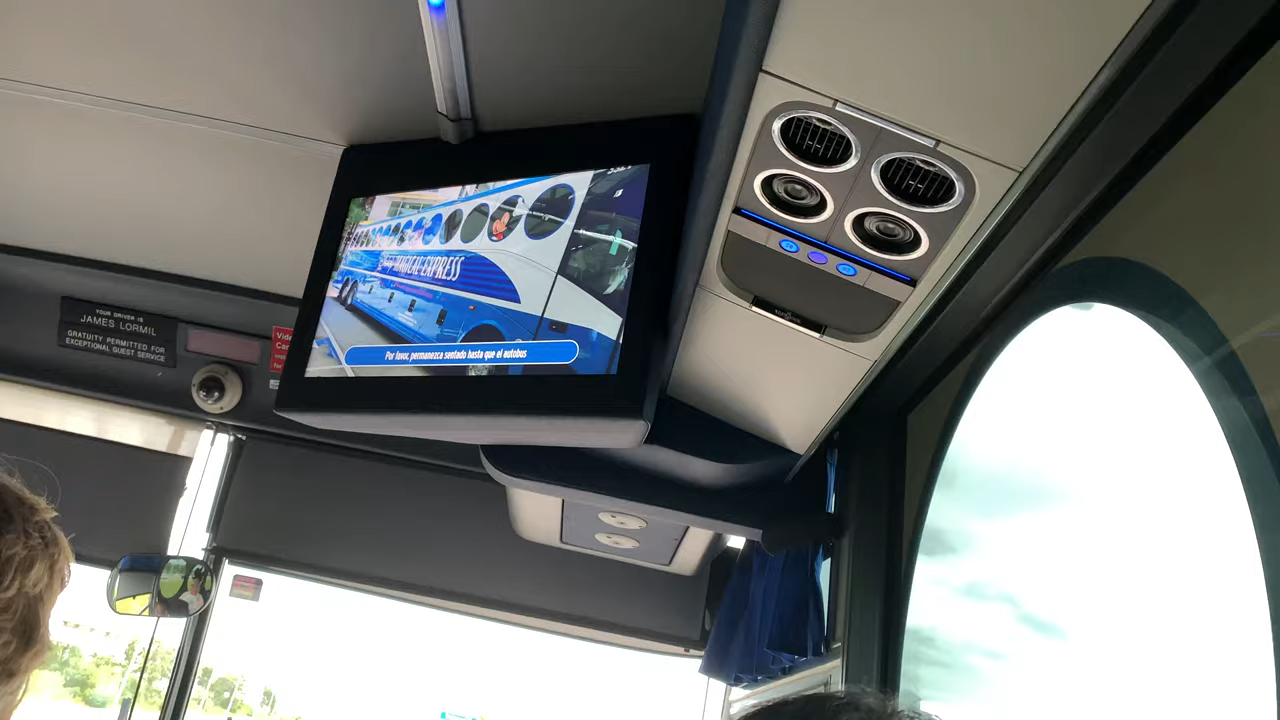 YOUR DRIVER IS
JAMES LORMIL
GRATUITY PERMITTED FOR
EXCEPTIONAL GUEST SERVICE
MAGICAL EXPRESS
Por favor, permanezca sentado hasta que el autobus